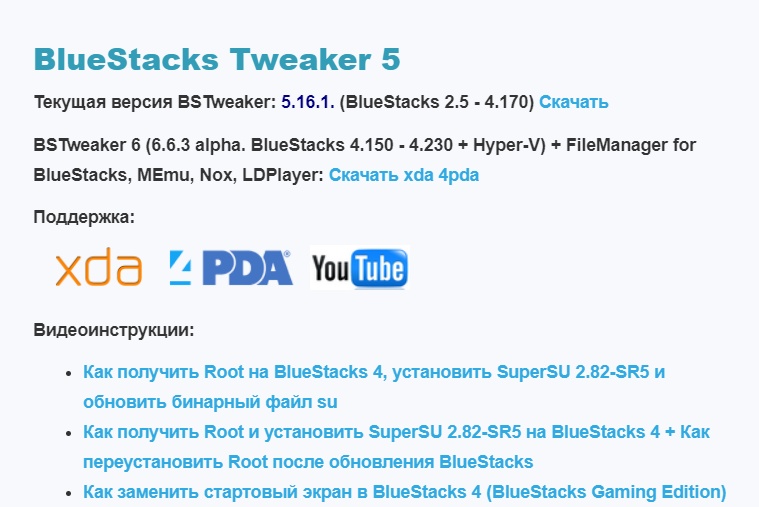 BlueStacks Tweaker 5
Текущая версия BSTweaker: 5.16.1. (BlueStacks 2.5 - 4.170) Скачать
BSTweaker 6 (6.6.3 alpha. BlueStacks 4.150 - 4.230 + Hyper-V) + FileManager for
BlueStacks, MEmu, Nox, LDPlayer: Скачать xda 4pda
Поддержка:
xda 4PDA® YouTube
Видеоинструкции:
• Как получить Root на BlueStacks 4, установить SuperSU 2.82-SR5 и
обновить бинарный файл su
• Как получить Root и установить SuperSU 2.82-SR5 на BlueStacks 4 + Как
переустановить Root после обновления BlueStacks
• Как заменить стартовый экран в BlueStacks 4 (BlueStacks Gaming Edition)